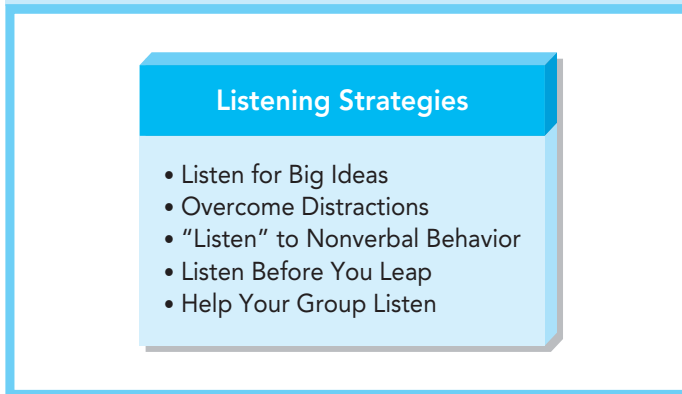 Listening Strategies
• Listen for Big Ideas
• Overcome Distractions
• “Listen” to Nonverbal Behavior
• Listen Before You Leap
• Help Your Group Listen